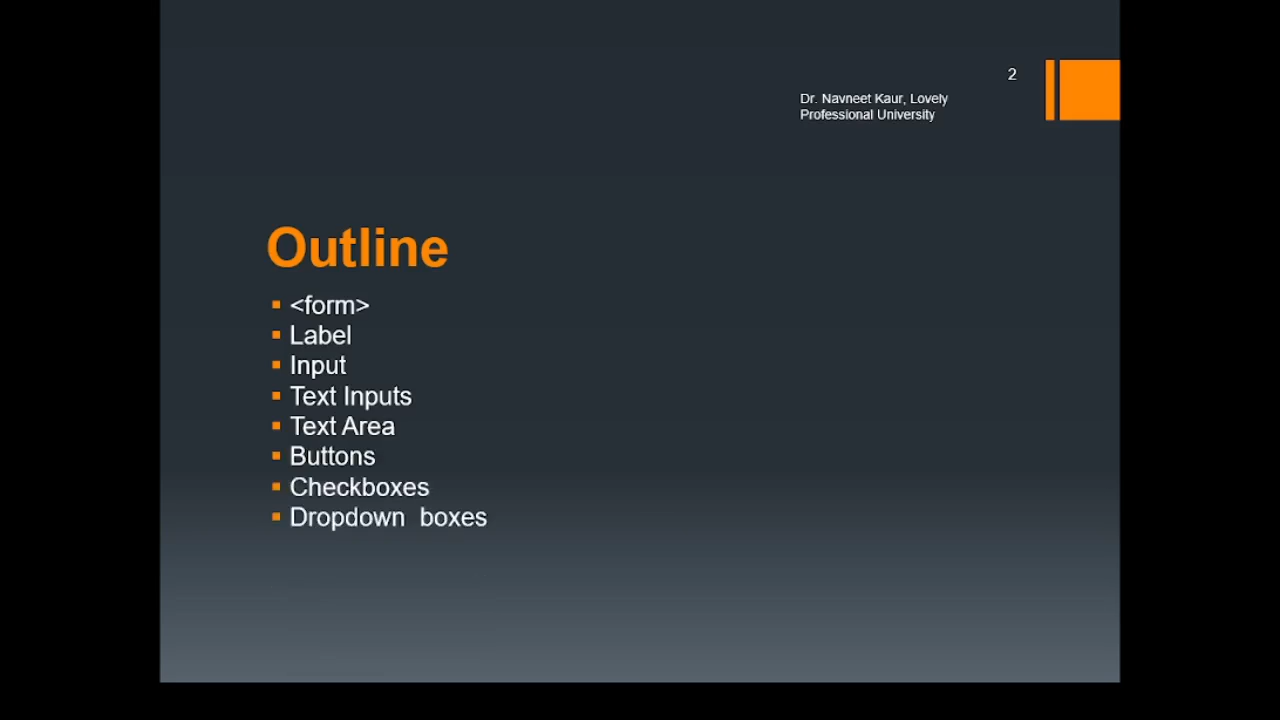 2
Dr. Navneet Kaur, Lovely
Professional University
Outline
<form>
Label
Input
Text Inputs
Text Area
Buttons
Checkboxes
Dropdown boxes